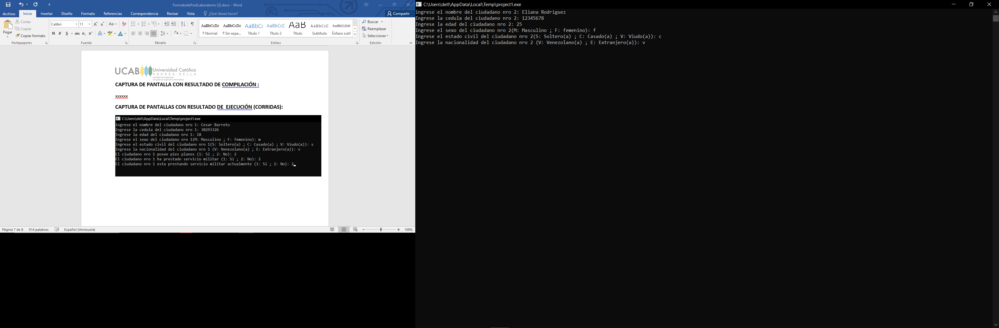 FormatodePostLaboratorio (2).docx - Word
Archivo Inicio Insertar Diseño Formato Referencias Correspondencia Revisar Vista ¿Qué desea hacer? Compartir
Pegar
Cortar
Copiar
Copiar formato
Calibri 11 Aa
N K S abc x₂ x² A aby A
AaBbCcDc AaBbCcDc AaBbC AaBbCcC AaB AaBbCcC AaBbCcDdI
¶ Normal ¶ Sin espa... Título 1 Título 2 Título Subtítulo Énfasis sutil
Buscar
Reemplazar
Seleccionar
Portapapeles Fuente Párrafo Estilos Edición
UCAB Universidad Católica
ANDRÉS BELLO
Facultad de Ingeniería
Escuela de Ingeniería Informática
CAPTURA DE PANTALLA CON RESULTADO DE COMPILACIÓN :
xxxxxx
CAPTURA DE PANTALLAS CON RESULTADO DE EJECUCIÓN (CORRIDAS):
C:\Users\dell\AppData\Local\Temp\project1.exe
ingrese el nombre del ciudadano nro 1: Cesar Barreto
Ingrese la cedula del ciudadano nro 1: 30293326
Ingrese la edad del ciudadano nro 1: 18
Ingrese el sexo del ciudadano nro 1(M: Masculino ; F: femenino): m
Ingrese el estado civil del ciudadano nro 1(S: Soltero(a) ; C: Casado(a) ; V: Viudo(a)): s
Ingrese la nacionalidad del ciudadano nro 1 (V: Venezolano(a) ; E: Extranjero(a)): v
El ciudadano nro 1 posee pies planos (1: Si ; 2: No): 2
El ciudadano nro 1 ha prestado servicio militar (1: Si ; 2: No): 2
El ciudadano nro 1 esta prestando servicio militar actualmente (1: Si ; 2: No): 2
Página 7 de 8 914 palabras Español (Venezuela) 100%
C:\Users\dell\AppData\Local\Temp\project1.exe
ingrese el nombre del ciudadano nro 2: Eliana Rodriguez
Ingrese la cedula del ciudadano nro 2: 12345678
Ingrese la edad del ciudadano nro 2: 25
Ingrese el sexo del ciudadano nro 2(M: Masculino ; F: femenino): f
Ingrese el estado civil del ciudadano nro 2(S: Soltero(a) ; C: Casado(a) ; V: Viudo(a)): c
Ingrese la nacionalidad del ciudadano nro 2 (V: Venezolano(a) ; E: Extranjero(a)): v